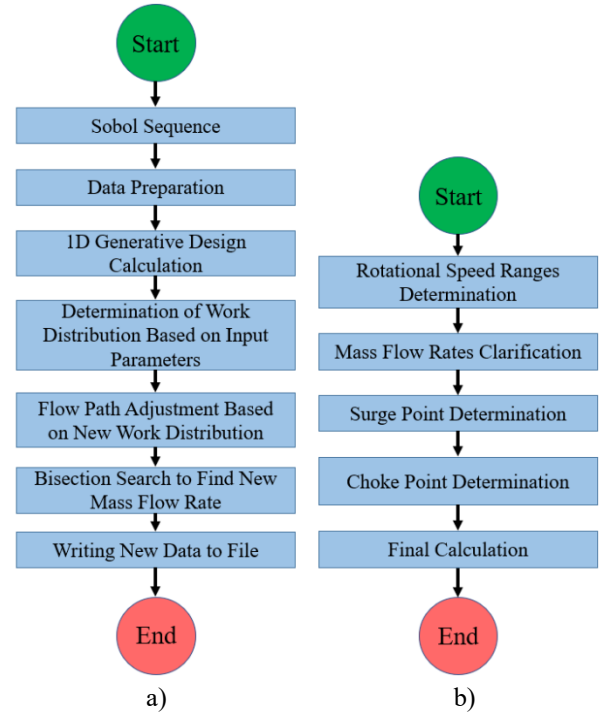 Start
Sobol Sequence
Data Preparation
1D Generative Design
Calculation
Determination of Work
Distribution Based on Input
Parameters
Flow Path Adjustment Based
on New Work Distribution
Bisection Search to Find New
Mass Flow Rate
Writing New Data to File
End
a)
Start
Rotational Speed Ranges
Determination
Mass Flow Rates Clarification
Surge Point Determination
Choke Point Determination
Final Calculation
End
b)